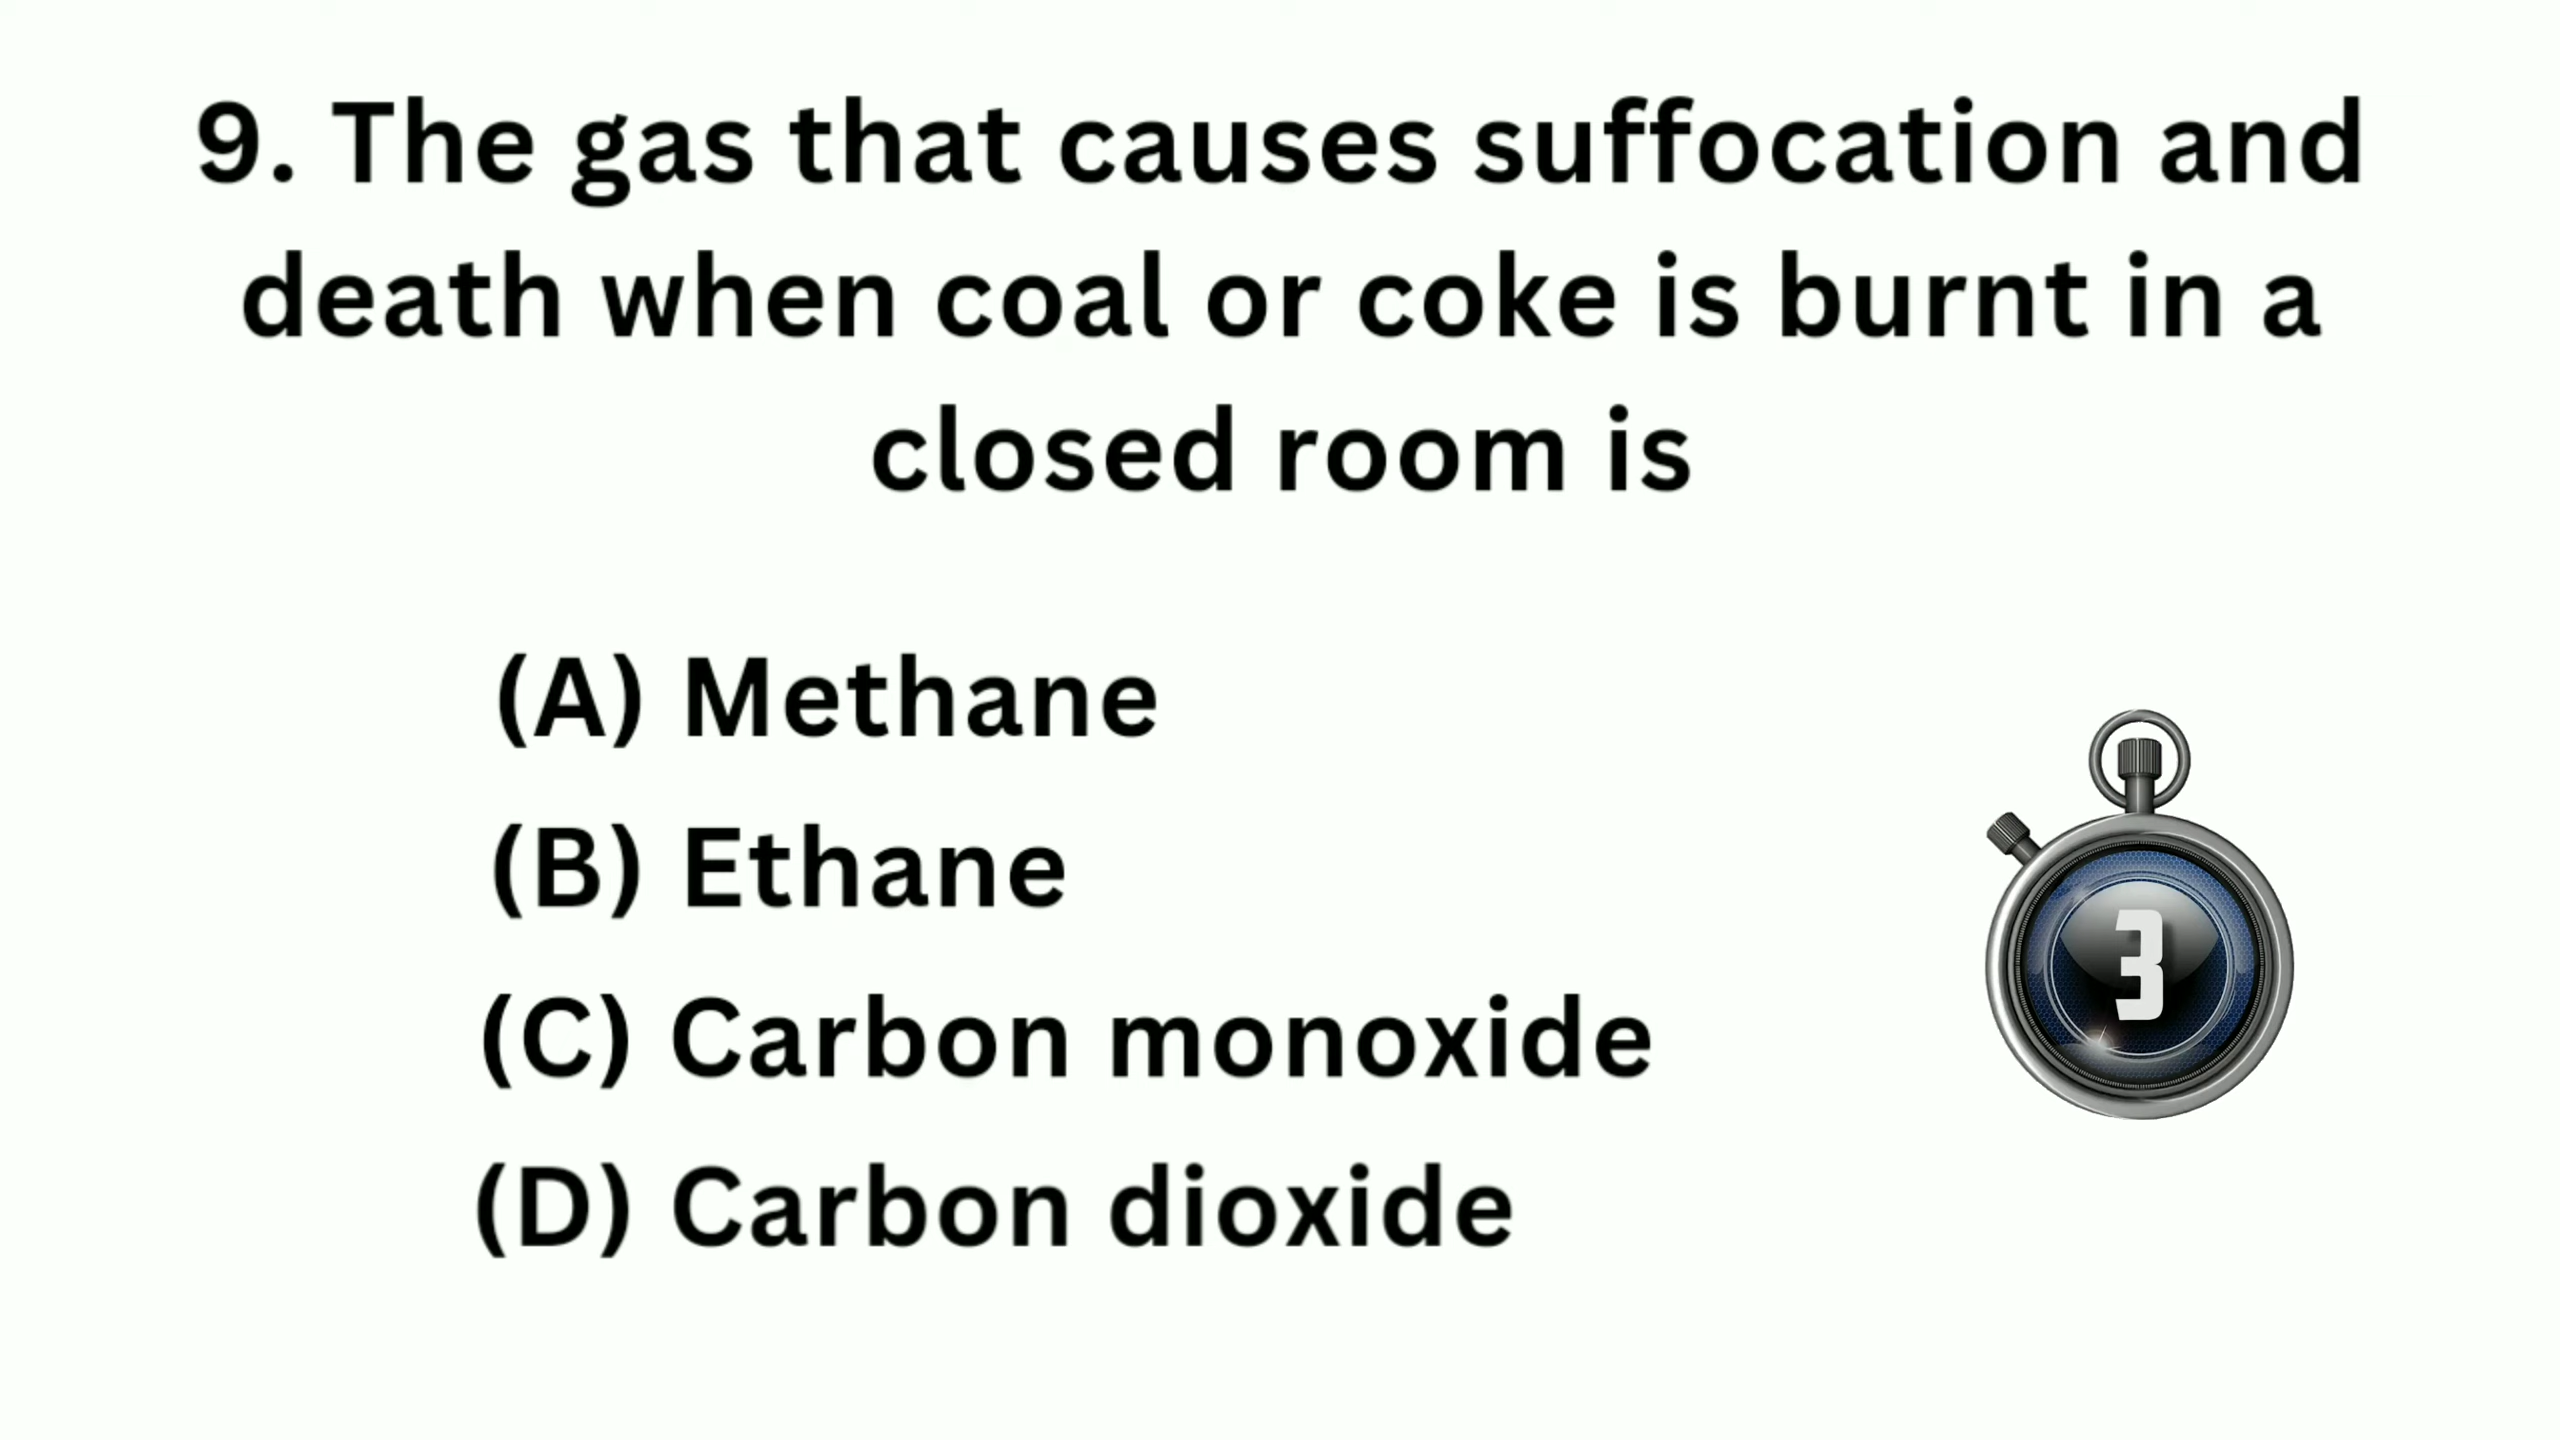 9. The gas that causes suffocation and
death when coal or coke is burnt in a
closed room is
(A) Methane
(B) Ethane
(C) Carbon monoxide
(D) Carbon dioxide
3